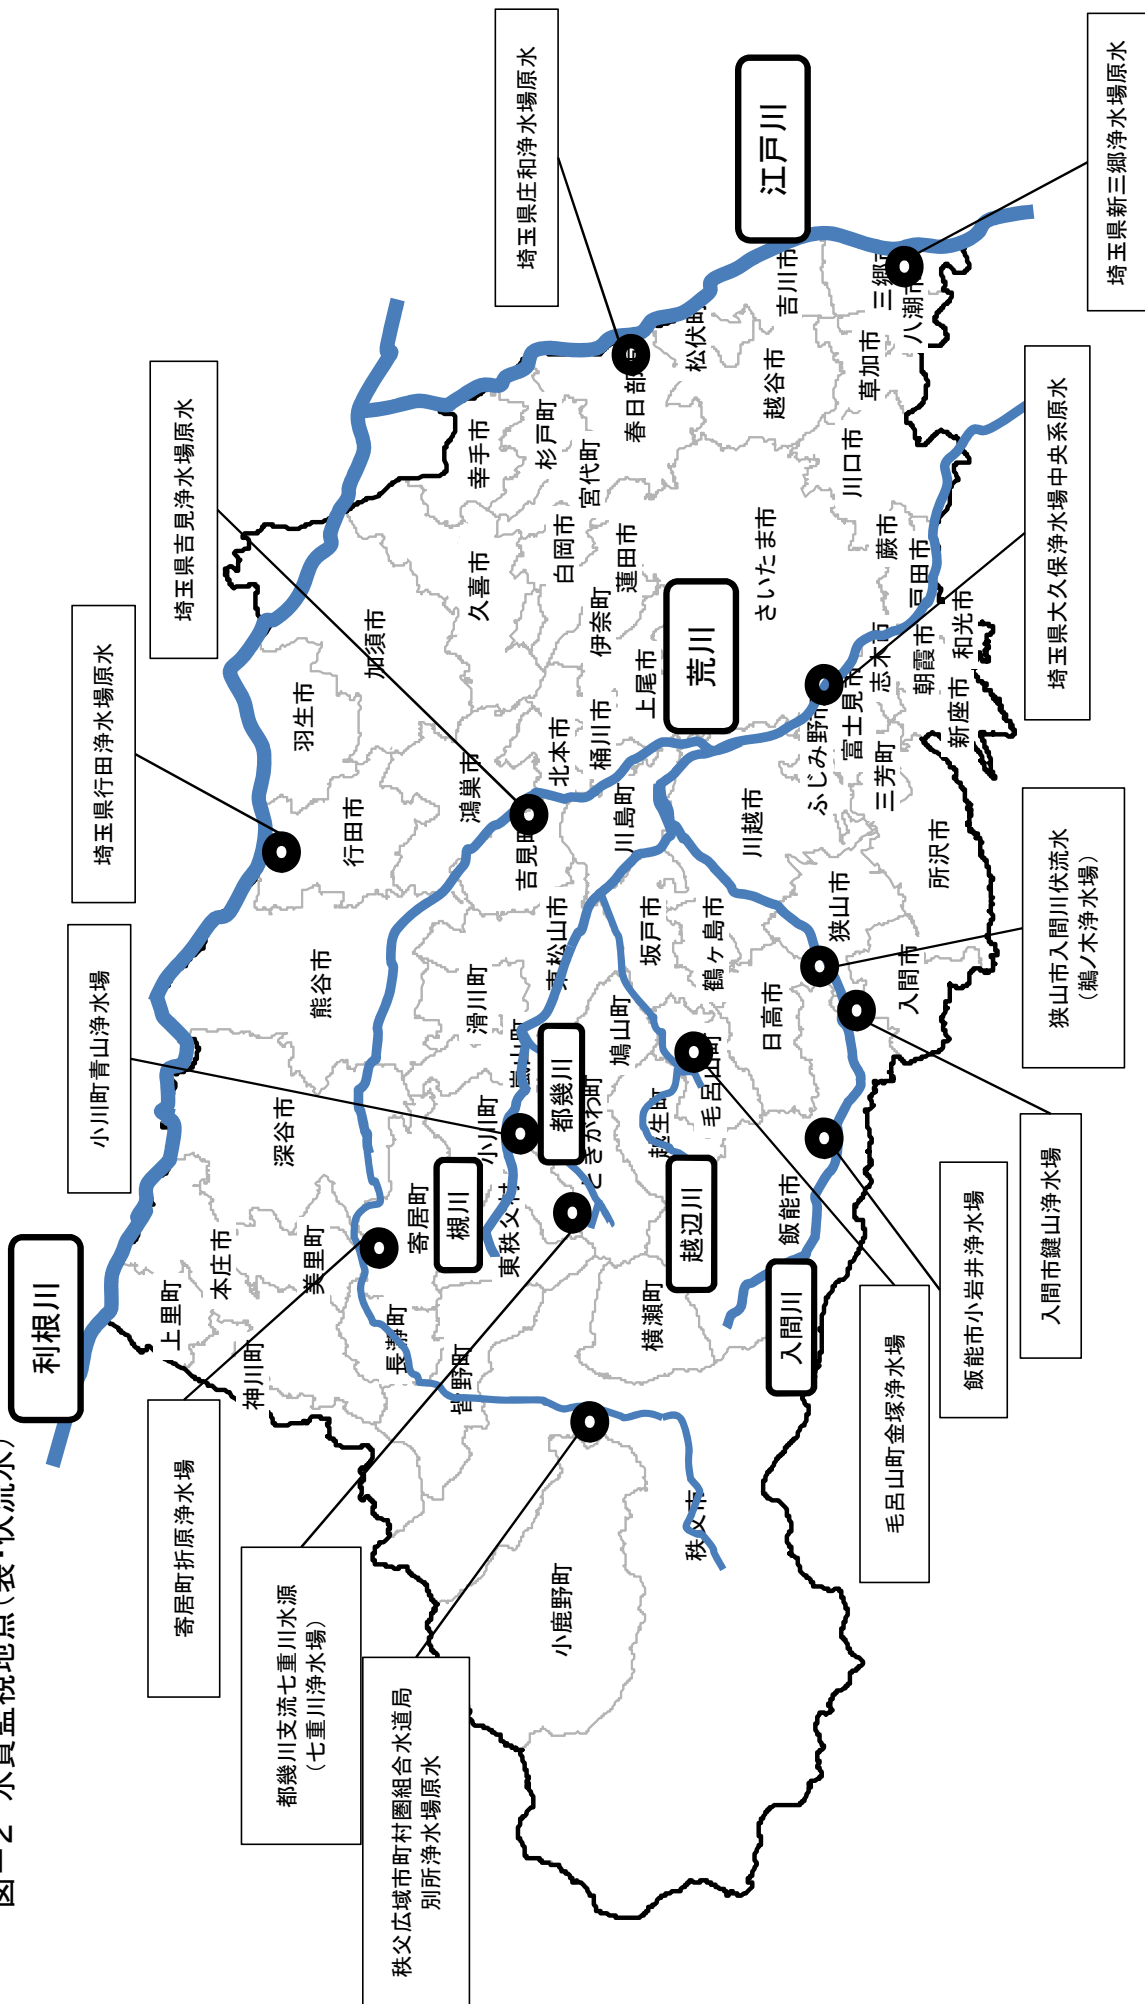 図－２ 水質監視地点（表・伏流水）
利根川
江戸川
荒川
都幾川
槻川
越辺川
入間川
小川町青山浄水場
埼玉県行田浄水場原水
埼玉県吉見浄水場原水
埼玉県庄和浄水場原水
埼玉県新三郷浄水場原水
埼玉県大久保浄水場中央系原水
狭山市入間川伏流水
（鵜ノ木浄水場）
入間市鍵山浄水場
飯能市小岩井浄水場
毛呂山町金塚浄水場
寄居町折原浄水場
都幾川支流七重川水源
（七重川浄水場）
秩父広域市町村圏組合水道局
別所浄水場原水
上里町
本庄市
神川町
美里町
深谷市
熊谷市
行田市
羽生市
加須市
久喜市
幸手市
杉戸町
宮代町
白岡市
蓮田市
伊奈町
上尾市
桶川市
北本市
鴻巣市
吉見町
川島町
東松山市
滑川町
嵐山町
小川町
寄居町
東秩父村
長瀞町
皆野町
小鹿野町
秩父市
横瀬町
ときがわ町
鳩山町
越生町
毛呂山町
坂戸市
鶴ヶ島市
日高市
飯能市
入間市
狭山市
川越市
所沢市
ふじみ野市
富士見市
三芳町
志木市
新座市
朝霞市
和光市
戸田市
蕨市
川口市
さいたま市
草加市
越谷市
春日部市
松伏町
吉川市
三郷市
八潮市